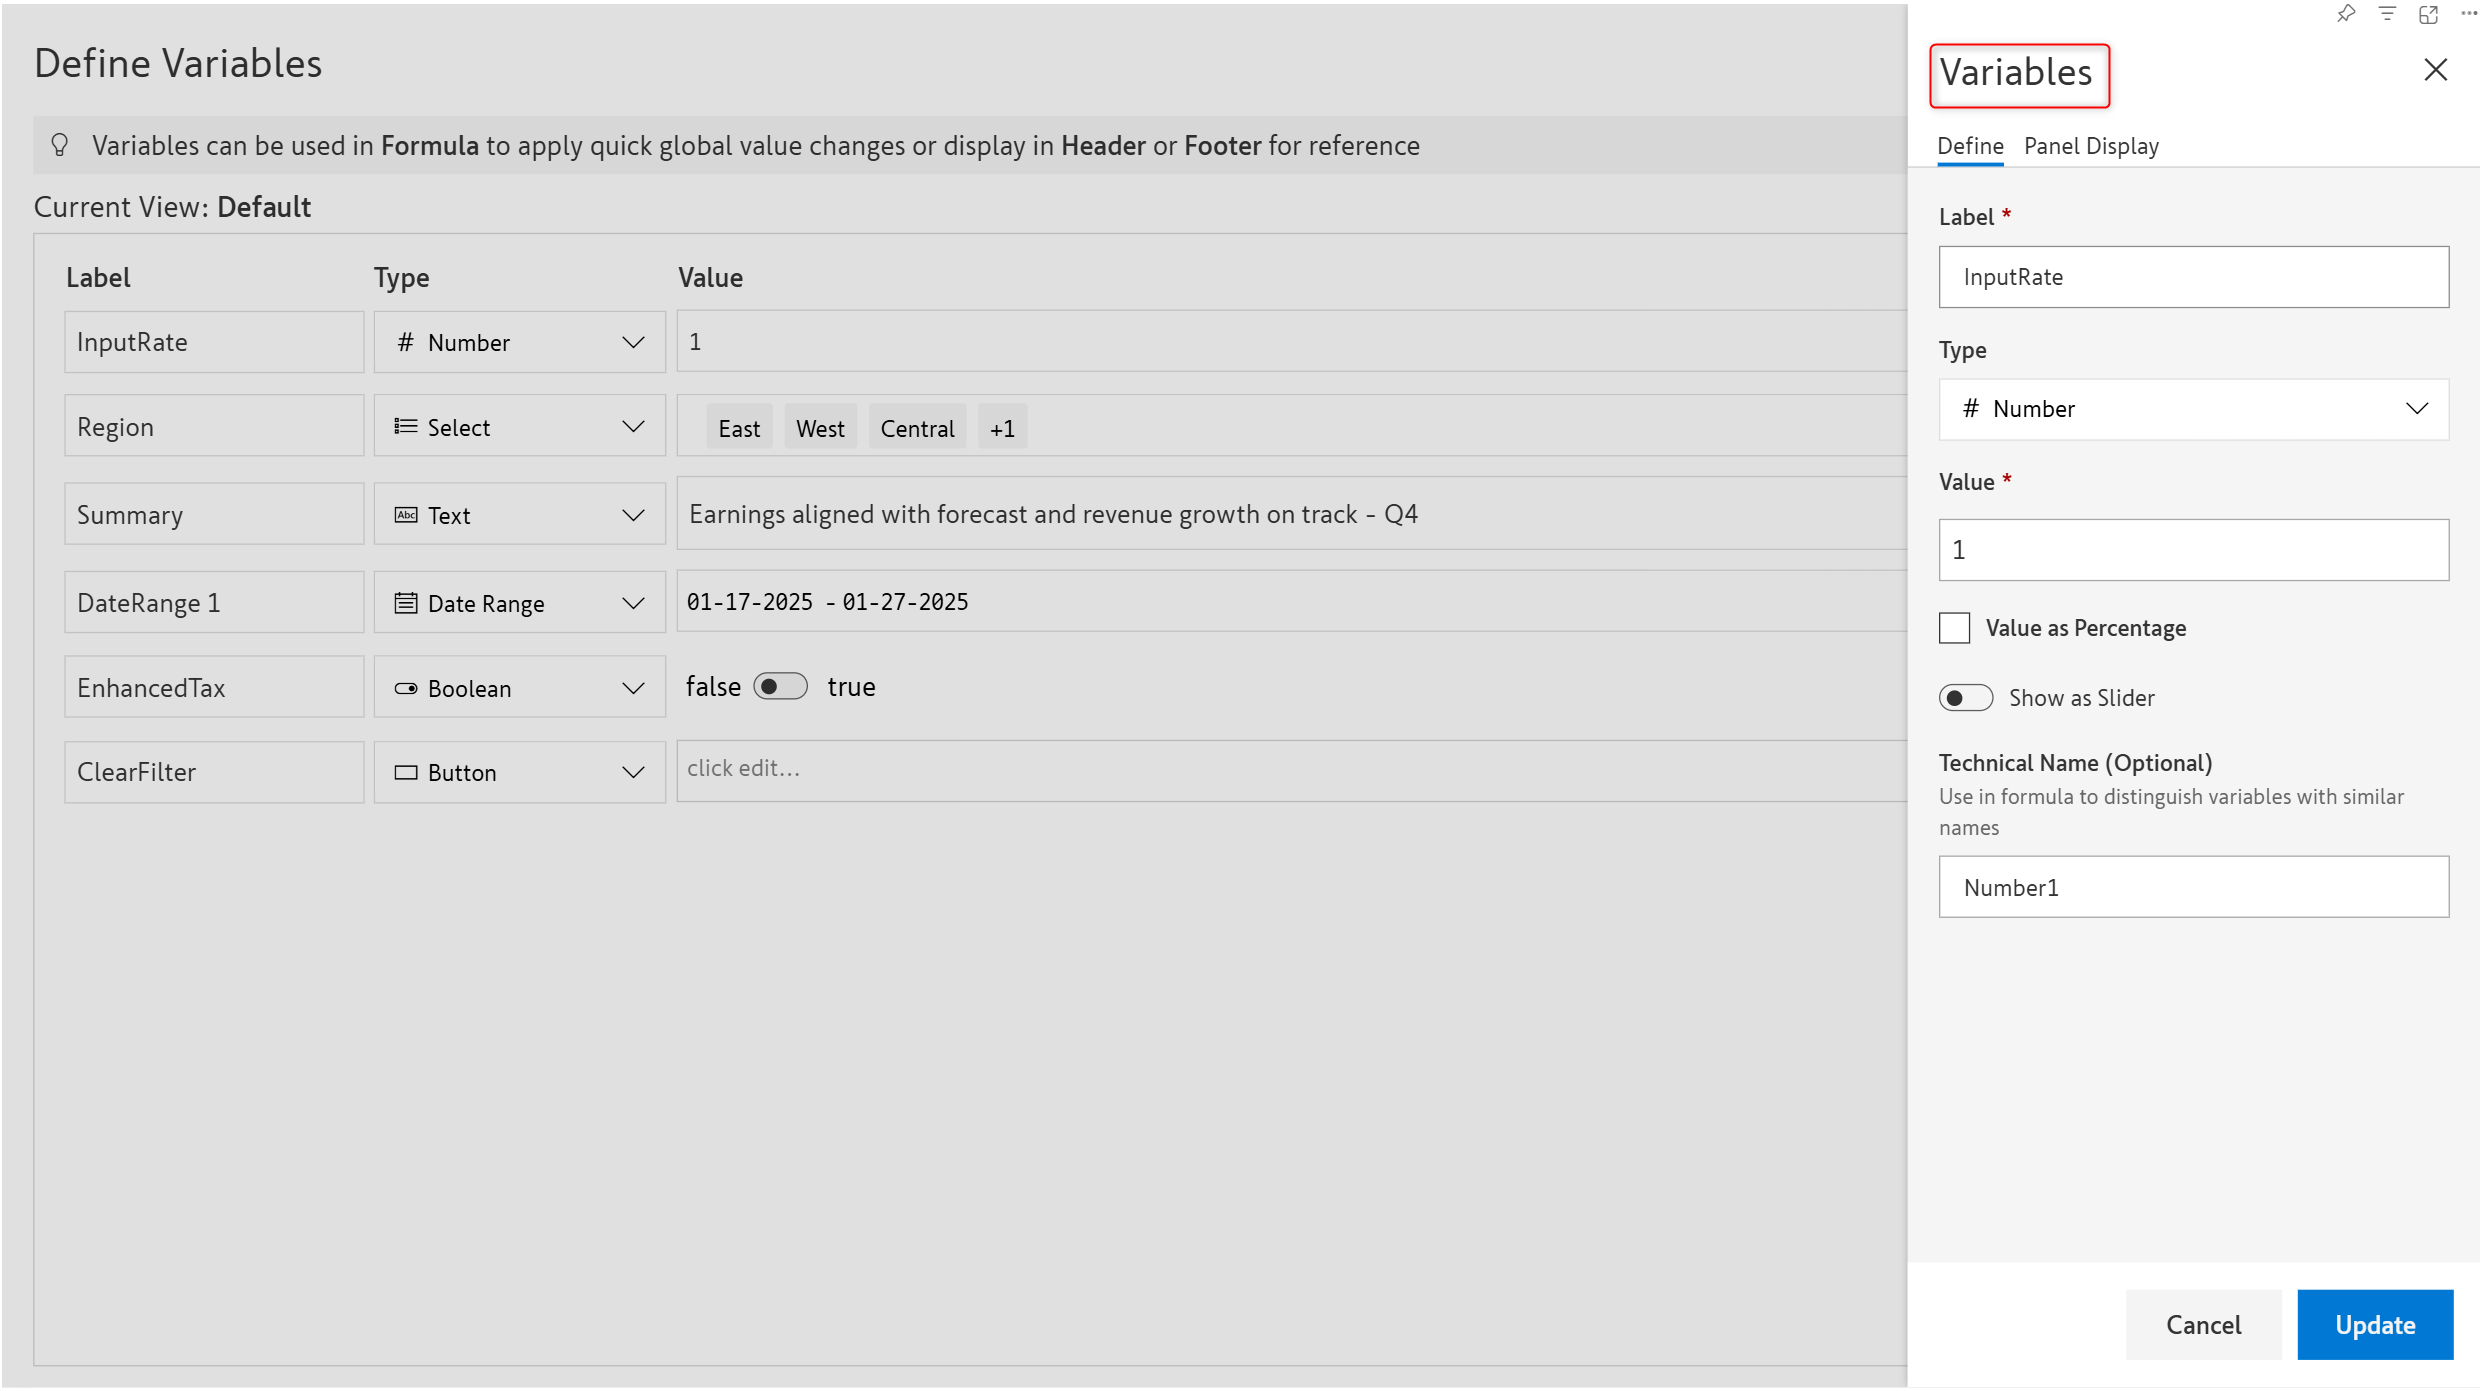 Define Variables
Variables can be used in Formula to apply quick global value changes or display in Header or Footer for reference
Current View: Default
Label Type Value
InputRate # Number 1
Region Select East West Central +1
Summary Abc Text Earnings aligned with forecast and revenue growth on track - Q4
DateRange 1 Date Range 01-17-2025 - 01-27-2025
EnhancedTax Boolean false true
ClearFilter Button click edit...
Variables
Define Panel Display
Label *
InputRate
Type
# Number
Value *
1
Value as Percentage
Show as Slider
Technical Name (Optional)
Use in formula to distinguish variables with similar
names
Number1
Cancel Update